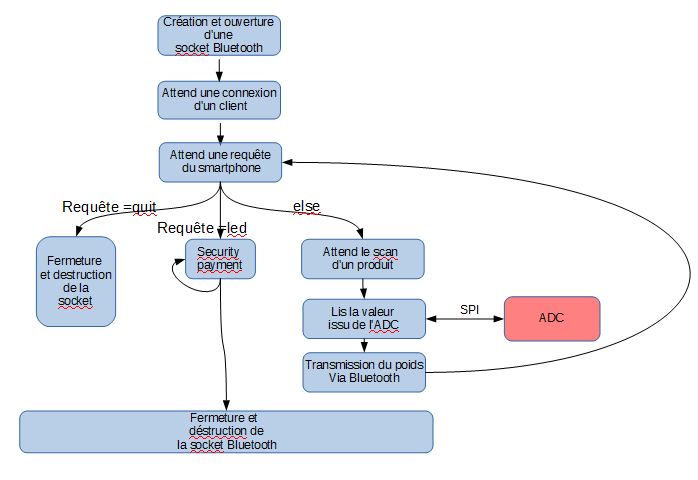 Création et ouverture
d'une
socket Bluetooth
Attend une connexion
d'un client
Attend une requête
du smartphone
Requête =quit
else
Requête =led
Fermeture
et destruction
de la
socket
Security
payment
Attend le scan
d'un produit
Lis la valeur
issu de l'ADC
SPI
ADC
Transmission du poids
Via Bluetooth
Fermeture et
déstruction de
la socket Bluetooth